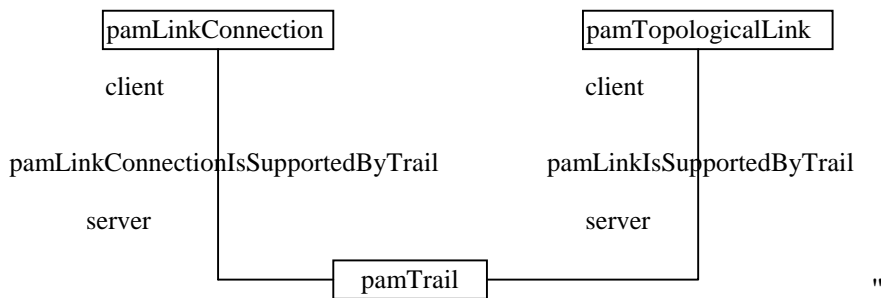 pamLinkConnection
pamTopologicalLink
client
client
pamLinkConnectionIsSupportedByTrail
pamLinkIsSupportedByTrail
server
server
pamTrail
"